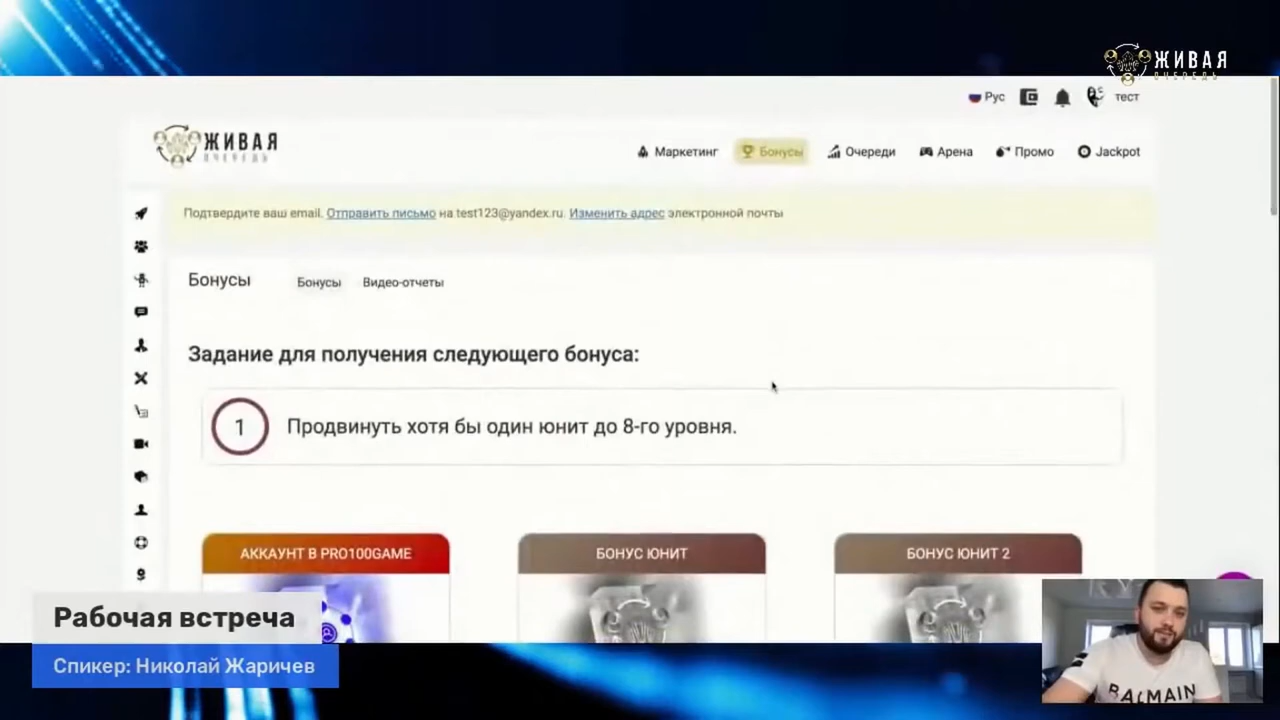 ЖИВАЯ
ОЧЕРЕДЬ
Рус
тест
ЖИВАЯ
ОЧЕРЕДЬ
Маркетинг
Бонусы
Очереди
Арена
Промо
Jackpot
Подтвердите ваш email. Отправить письмо на test123@yandex.ru. Изменить адрес электронной почты
Бонусы
Бонусы
Видео-отчеты
Задание для получения следующего бонуса:
1
Продвинуть хотя бы один юнит до 8-го уровня.
АККАУНТ В PRO100GAME
БОНУС ЮНИТ
БОНУС ЮНИТ 2
Рабочая встреча
Спикер: Николай Жаричев
BALMAIN